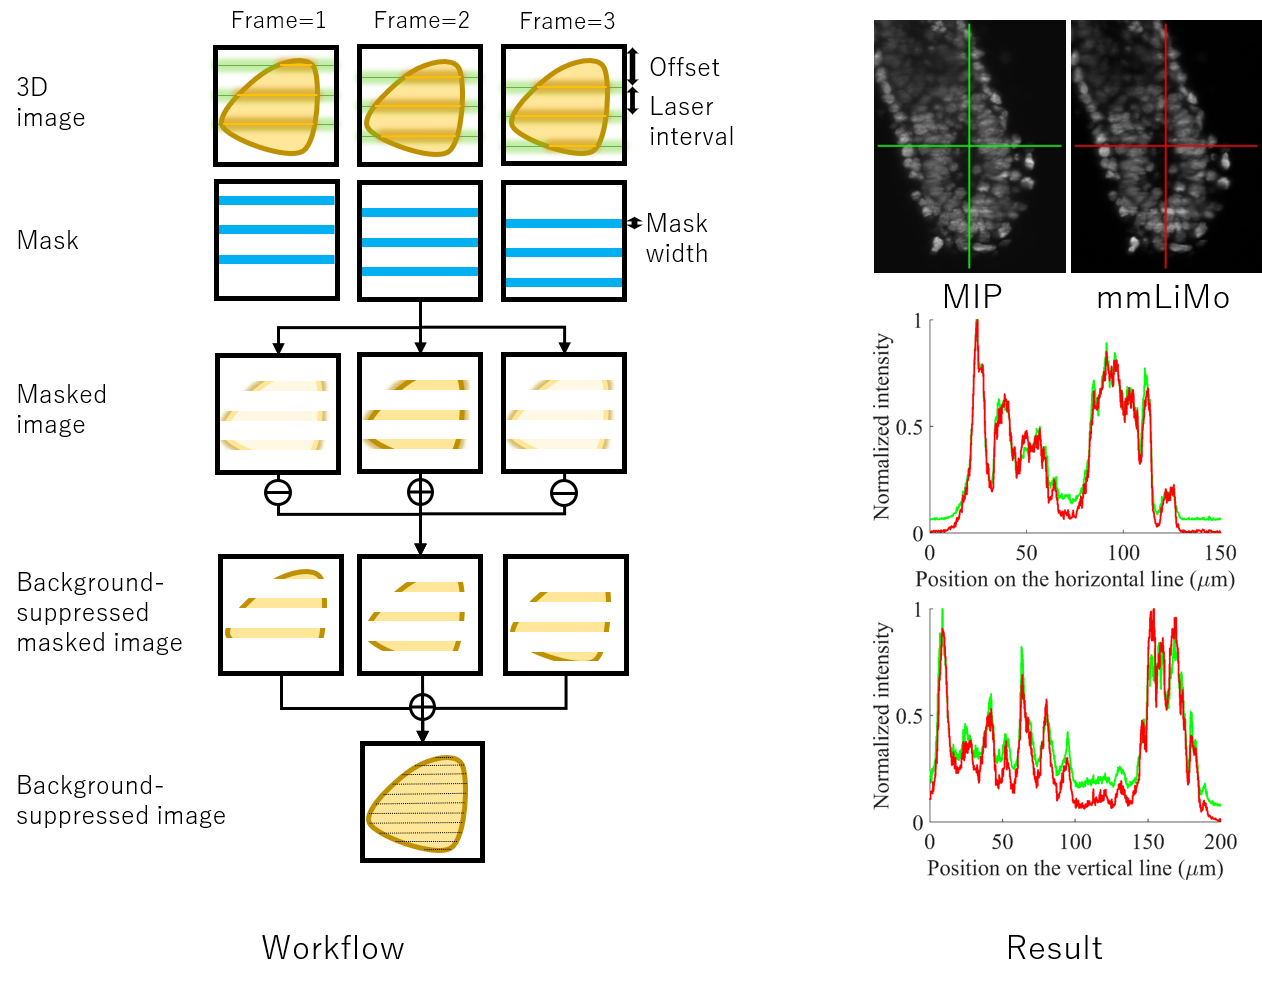 Frame=1
Frame=2
Frame=3
3D
image
Offset
Laser
interval
Mask
Mask
width
Masked
image
Background-
suppressed
masked image
Background-
suppressed image
Workflow
MIP
mmLiMo
1
0.5
0
Normalized intensity
0
50
100
150
Position on the horizontal line (μm)
1
0.5
0
Normalized intensity
0
50
100
150
200
Position on the vertical line (μm)
Result